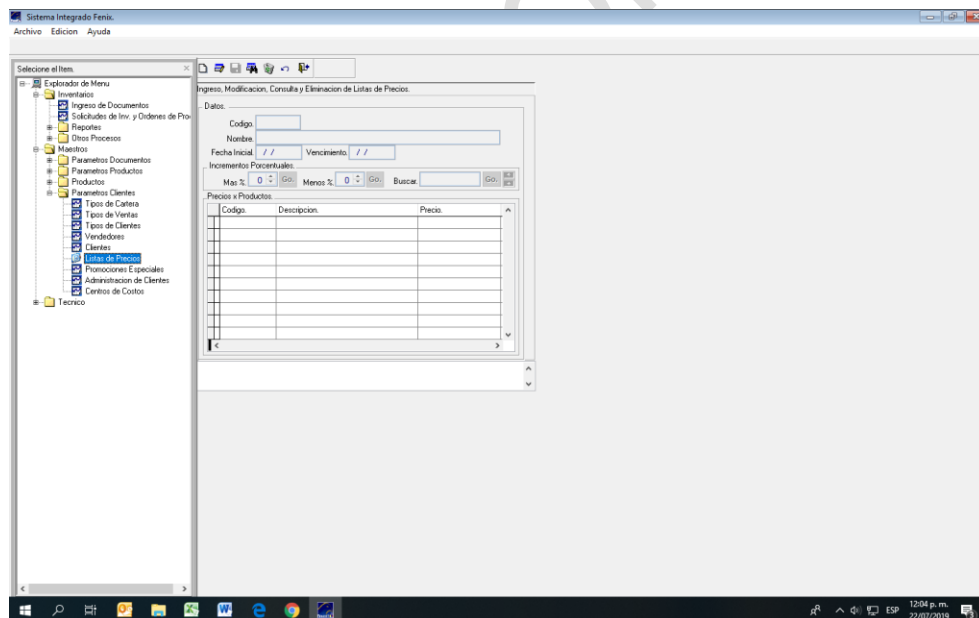 Sistema Integrado Fenix.
Archivo Edicion Ayuda
Selecione el Item.
Explorador de Menu
Inventarios
Ingreso de Documentos
Solicitudes de Inv. y Ordenes de Pro
Reportes
Otros Procesos
Maestros
Parametros Documentos
Parametros Productos
Productos
Parametros Clientes
Tipos de Cartera
Tipos de Ventas
Tipos de Clientes
Vendedores
Clientes
Listas de Precios
Promociones Especiales
Administracion de Clientes
Centros de Costos
Tecnico
Ingreso, Modificacion, Consulta y Eliminacion de Listas de Precios.
Datos.
Codigo.
Nombre.
Fecha Inicial. / / Vencimiento. / /
Incrementos Porcentuales.
Mas %. 0 Go. Menos %. 0 Go. Buscar. Go.
Precios x Productos.
Codigo. Descripcion. Precio.
ESP
12:04 p. m.
22/07/2019